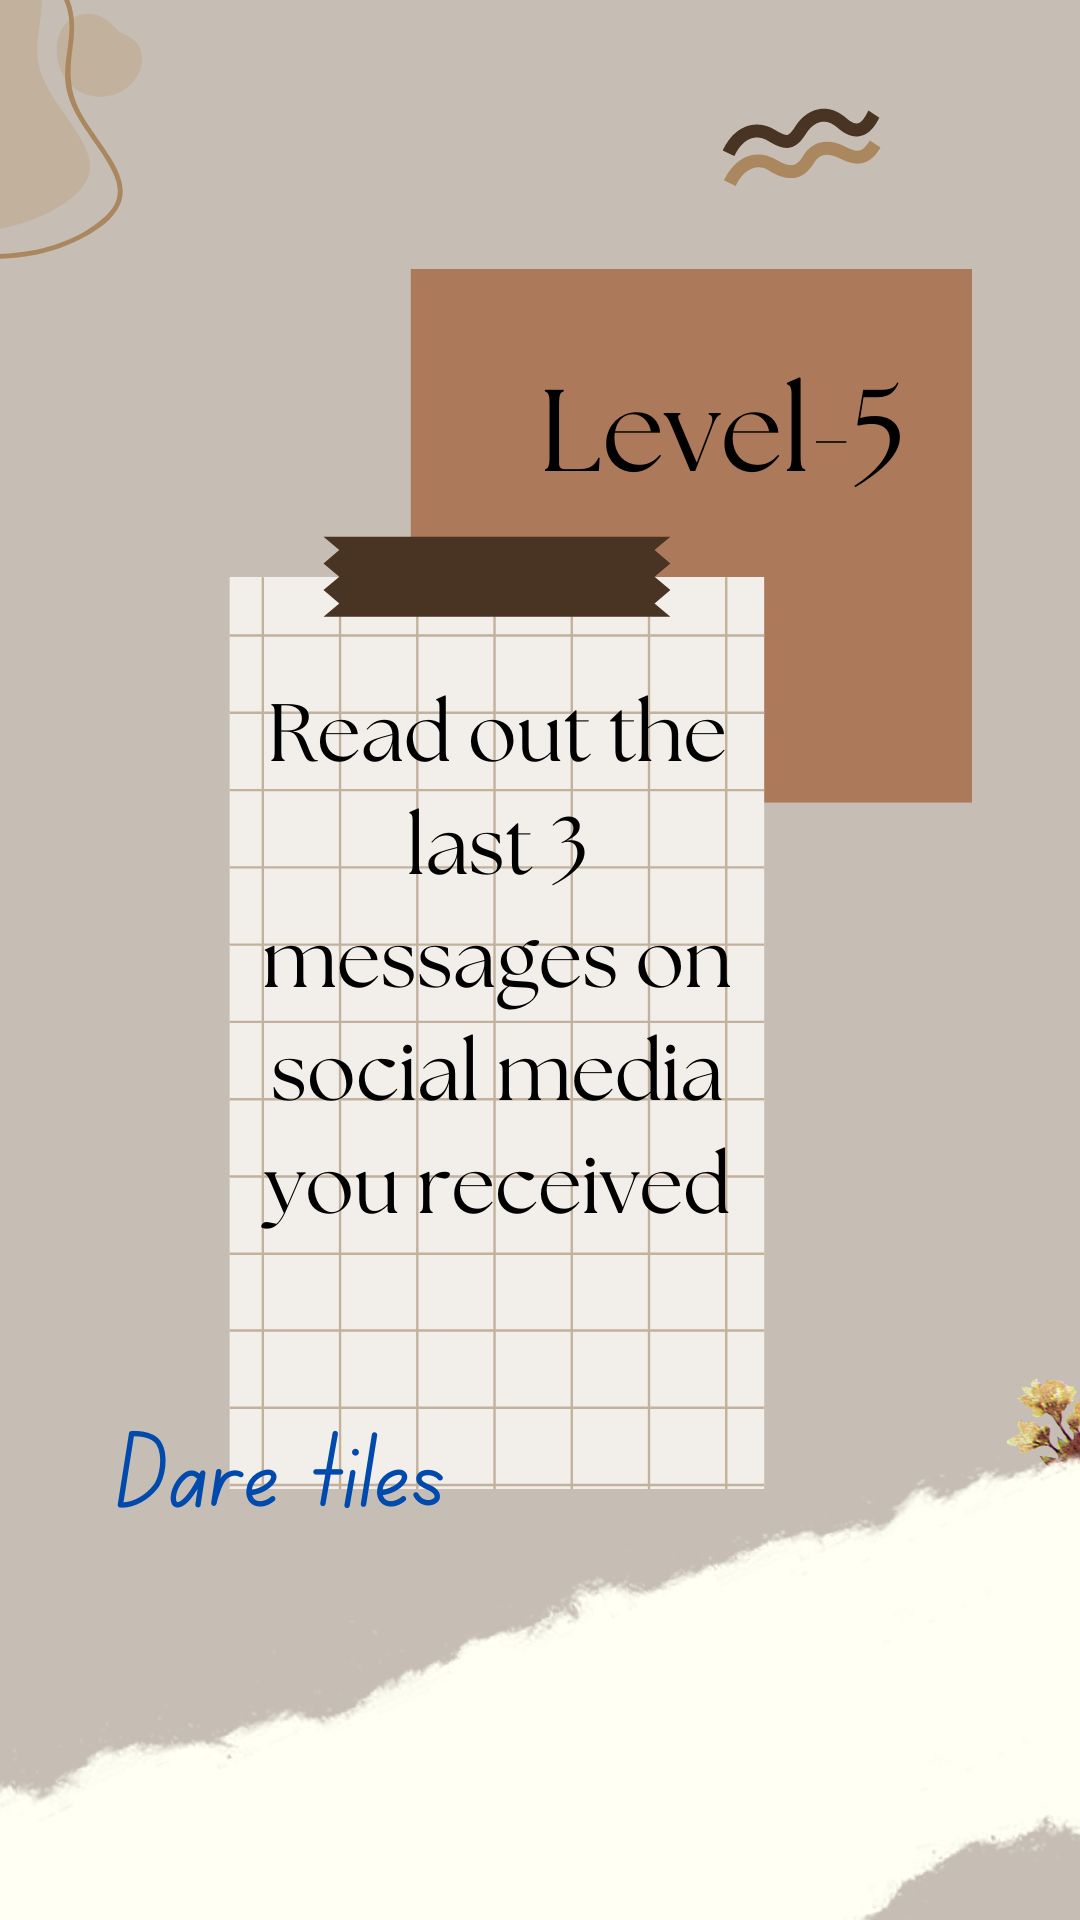 Level-5
Read out the
last 3
messages on
social media
you received
Dare tiles